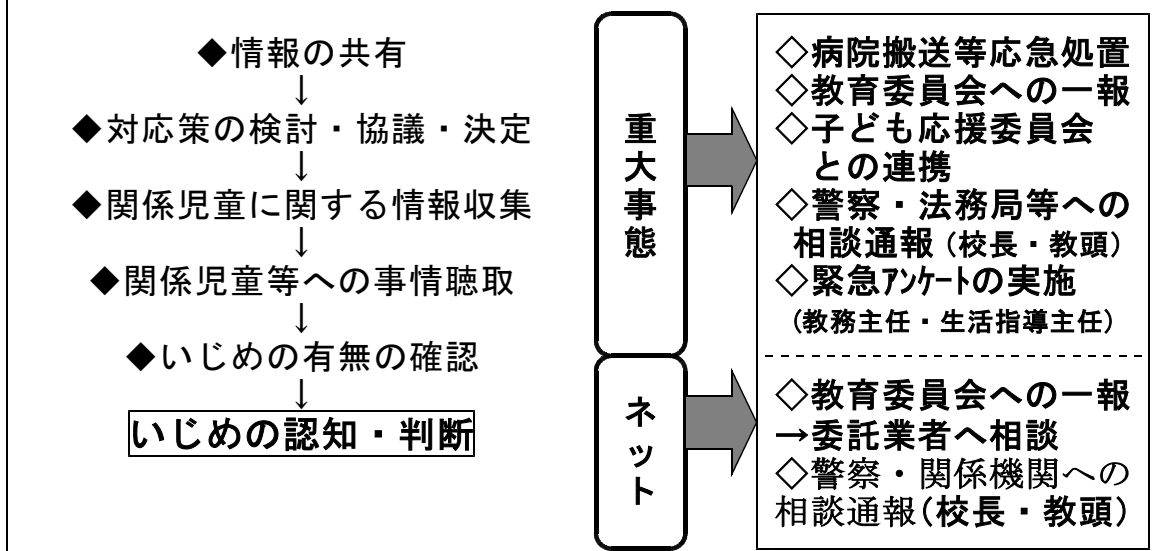 ◆情報の共有
↓
◆対応策の検討・協議・決定
↓
◆関係児童に関する情報収集
↓
◆関係児童等への事情聴取
↓
◆いじめの有無の確認
↓
いじめの認知・判断
重大事態
◇病院搬送等応急処置
◇教育委員会への一報
◇子ども応援委員会
との連携
◇警察・法務局等への
相談通報（校長・教頭）
◇緊急ｱﾝｹｰﾄの実施
（教務主任・生活指導主任）
ネット
◇教育委員会への一報
→委託業者へ相談
◇警察・関係機関への
相談通報（校長・教頭）